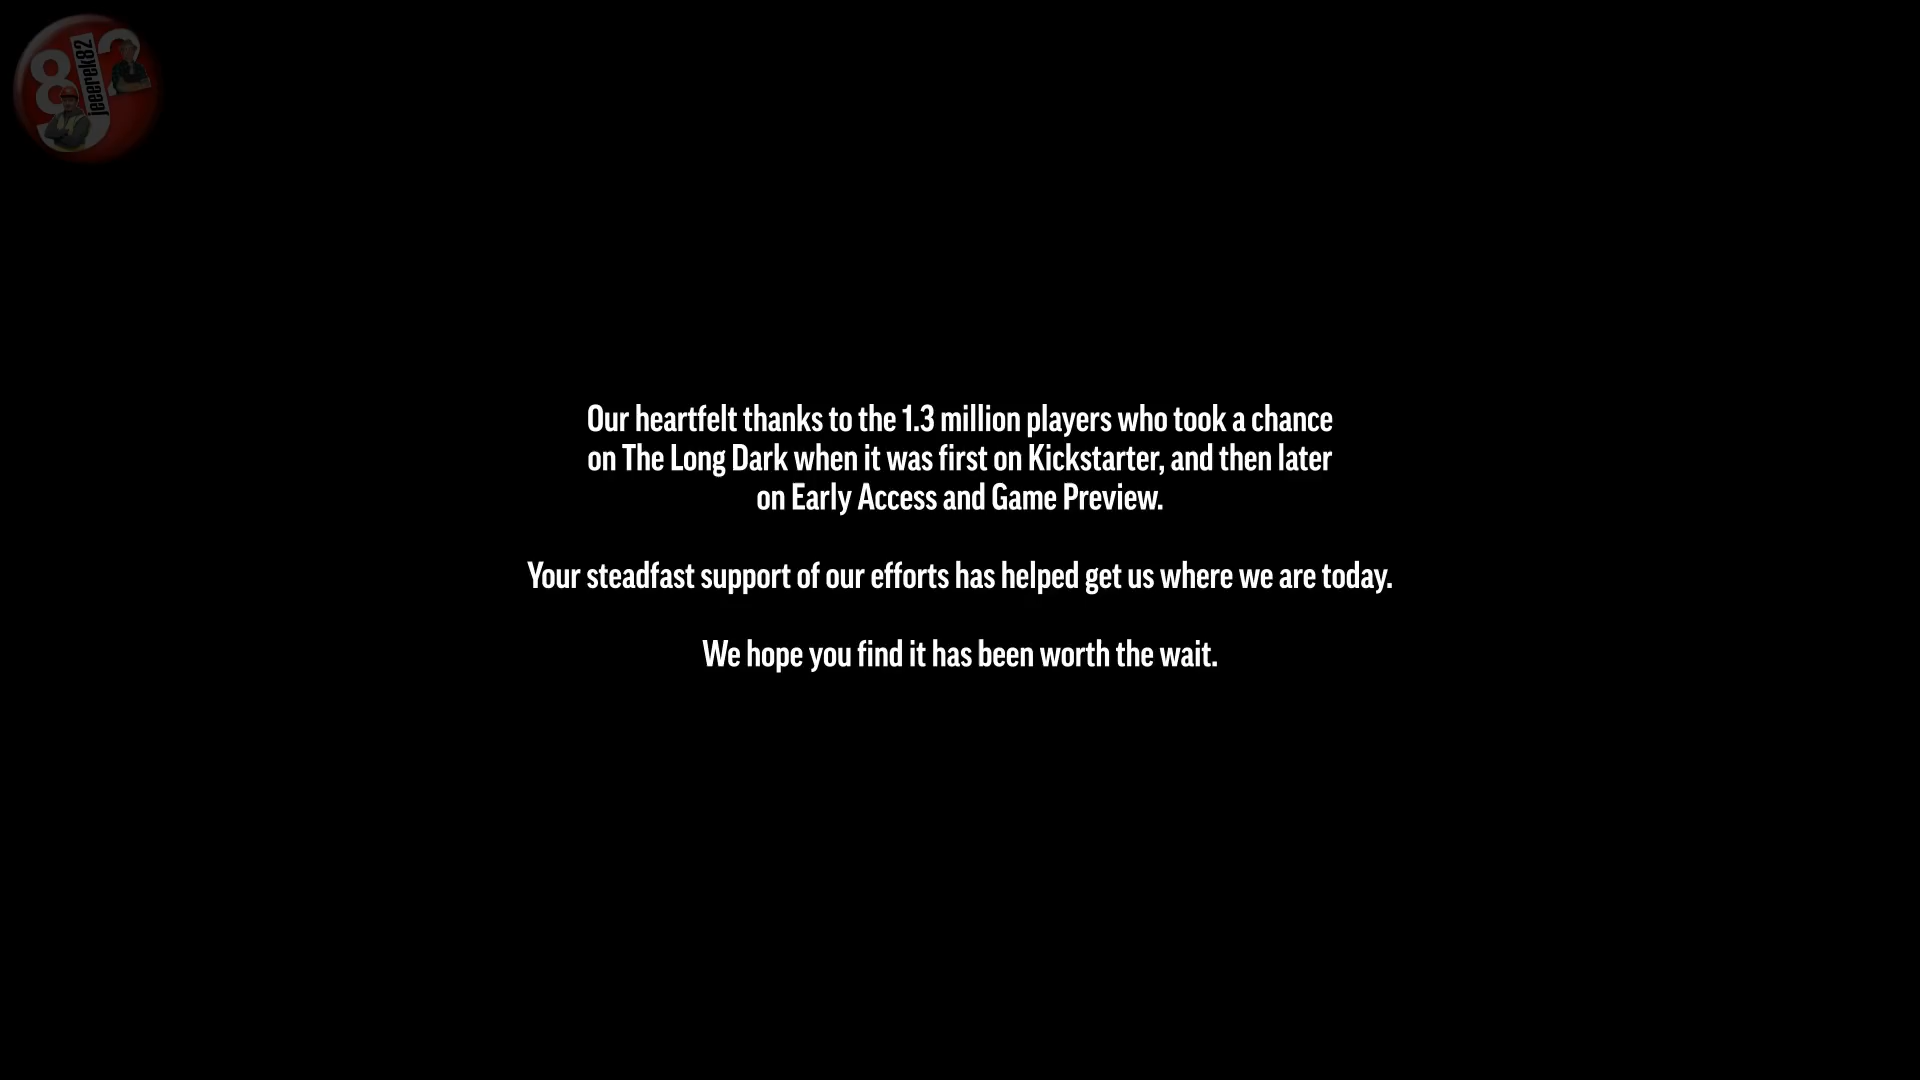 8J2
jeeerek82
Our heartfelt thanks to the 1.3 million players who took a chance
on The Long Dark when it was first on Kickstarter, and then later
on Early Access and Game Preview.
Your steadfast support of our efforts has helped get us where we are today.
We hope you find it has been worth the wait.